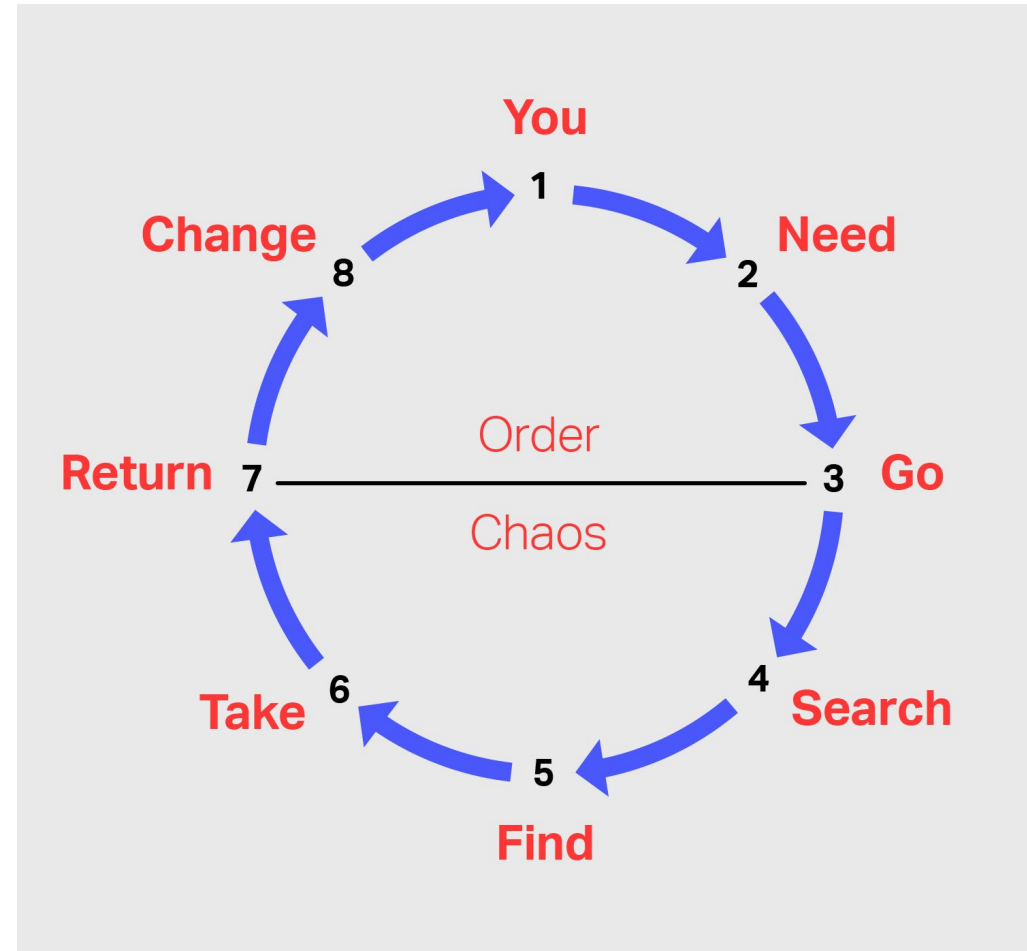 You
1
Need
2
Go
3
Search
4
Find
5
Take
6
Return
7
Change
8
Order
Chaos